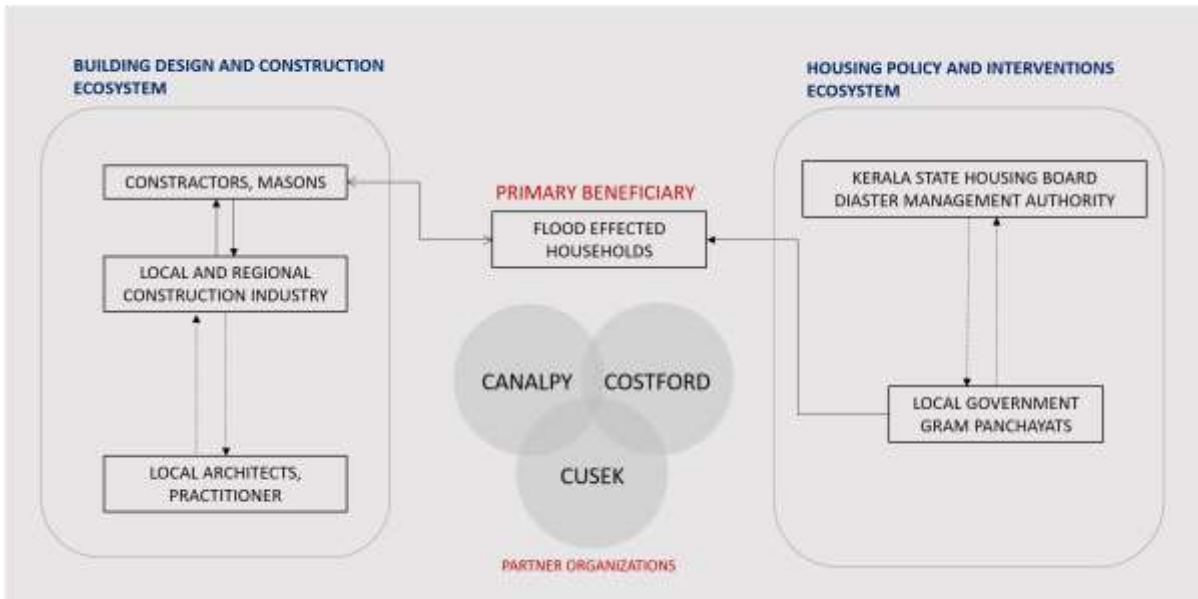 BUILDING DESIGN AND CONSTRUCTION
ECOSYSTEM
CONSTRACTORS, MASONS
LOCAL AND REGIONAL
CONSTRUCTION INDUSTRY
LOCAL ARCHITECTS,
PRACTITIONER
PRIMARY BENEFICIARY
FLOOD EFFECTED
HOUSEHOLDS
CANALPY
COSTFORD
CUSEK
PARTNER ORGANIZATIONS
HOUSING POLICY AND INTERVENTIONS
ECOSYSTEM
KERALA STATE HOUSING BOARD
DIASTER MANAGEMENT AUTHORITY
LOCAL GOVERNMENT
GRAM PANCHAYATS